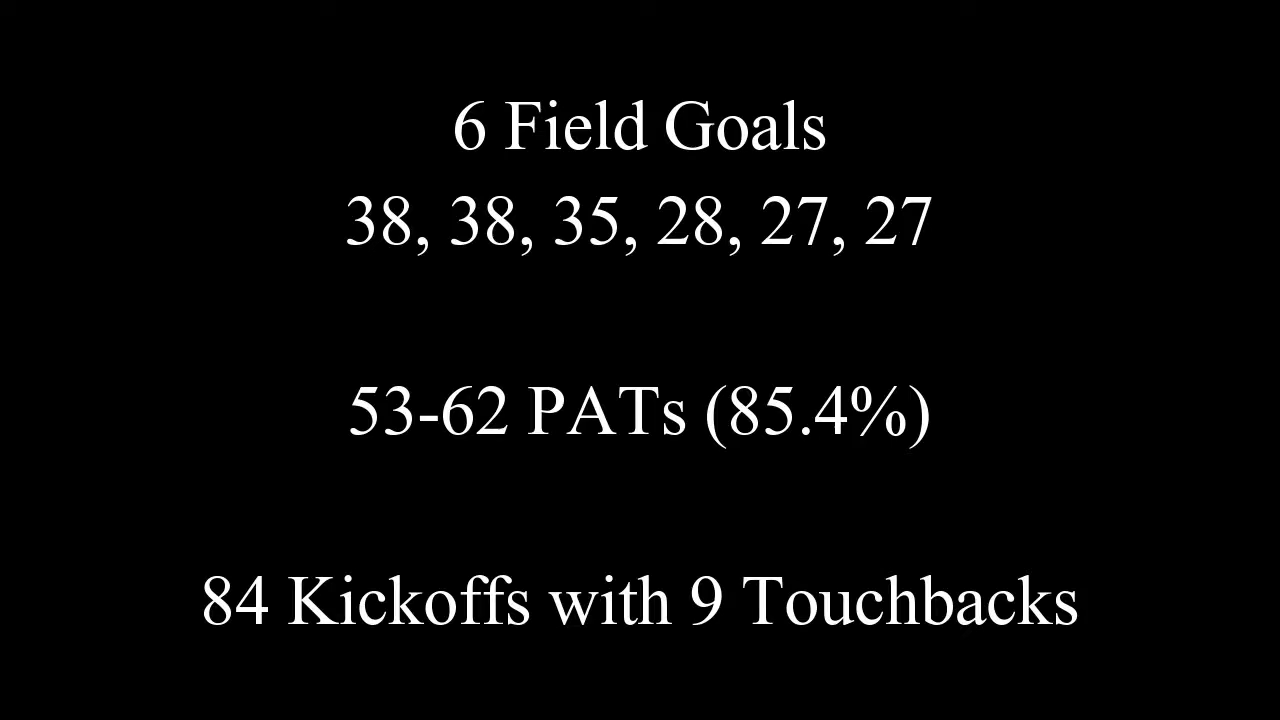 6 Field Goals
38, 38, 35, 28, 27, 27
53-62 PATs (85.4%)
84 Kickoffs with 9 Touchbacks